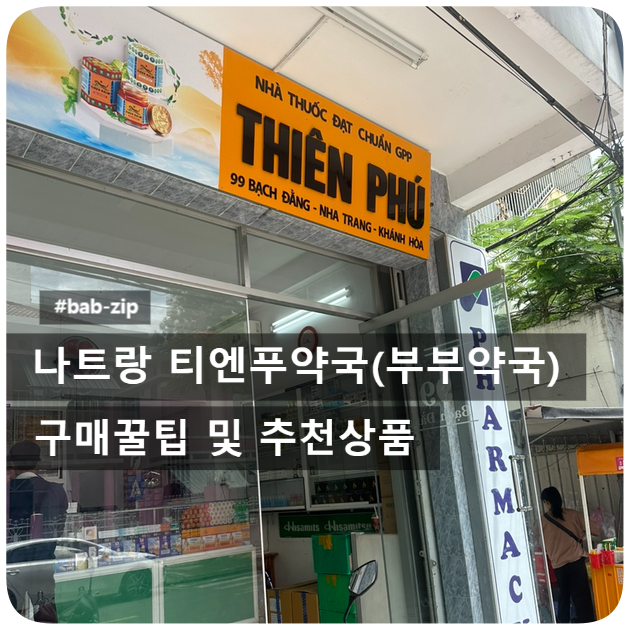 NHÀ THUỐC ĐẠT CHUẨN GPP
THIÊN PHÚ
99 BẠCH ĐẰNG - NHA TRANG - KHÁNH HÒA
#bab-zip
나트랑 티엔푸약국(부부약국)
구매꿀팁 및 추천상품
PHARMACY
Hisamitsu
Hisamitsu